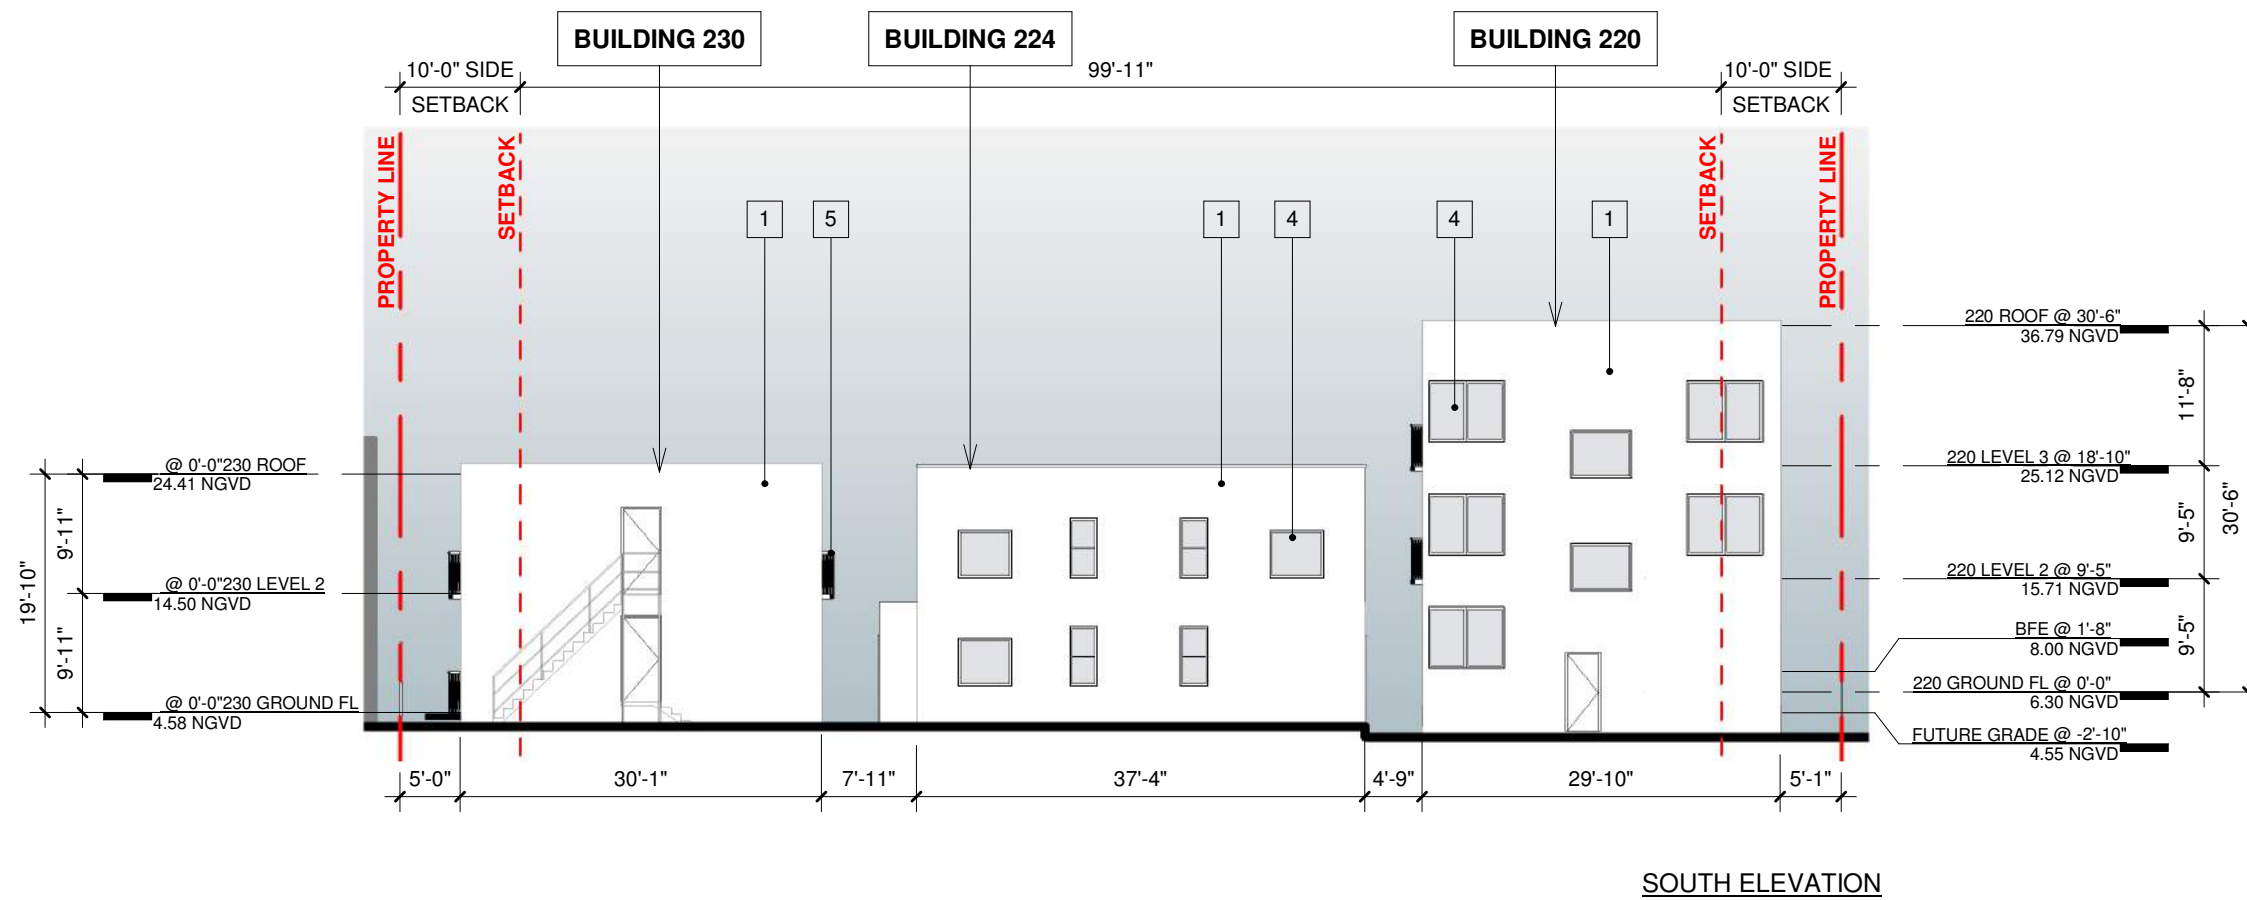 BUILDING 230
BUILDING 224
BUILDING 220
10'-0" SIDE
SETBACK
99'-11"
10'-0" SIDE
SETBACK
PROPERTY LINE
SETBACK
SETBACK
PROPERTY LINE
1
5
1
4
4
1
@ 0'-0"230 ROOF
24.41 NGVD
@ 0'-0"230 LEVEL 2
14.50 NGVD
@ 0'-0"230 GROUND FL
4.58 NGVD
19'-10"
9'-11"
9'-11"
220 ROOF @ 30'-6"
36.79 NGVD
220 LEVEL 3 @ 18'-10"
25.12 NGVD
220 LEVEL 2 @ 9'-5"
15.71 NGVD
BFE @ 1'-8"
8.00 NGVD
220 GROUND FL @ 0'-0"
6.30 NGVD
FUTURE GRADE @ -2'-10"
4.55 NGVD
11'-8"
9'-5"
9'-5"
30'-6"
5'-0"
30'-1"
7'-11"
37'-4"
4'-9"
29'-10"
5'-1"
SOUTH ELEVATION